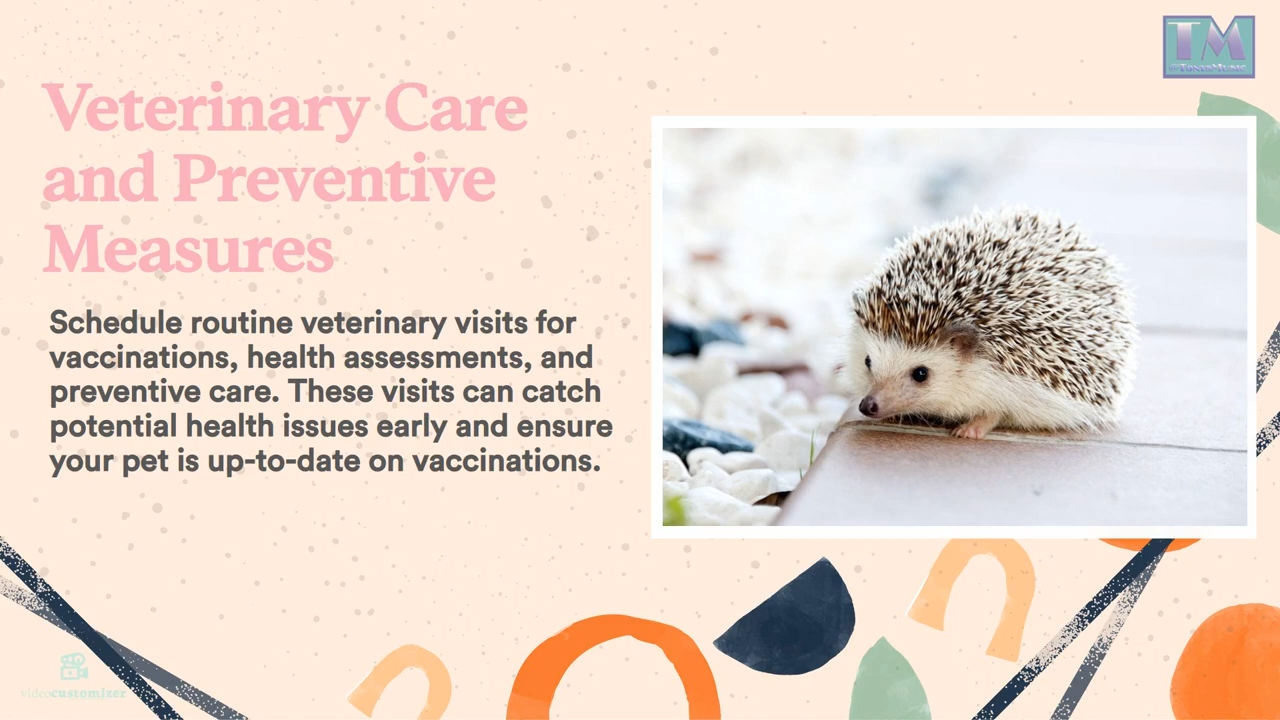 TM
Veterinary Care
and Preventive
Measures
Schedule routine veterinary visits for
vaccinations, health assessments, and
preventive care. These visits can catch
potential health issues early and ensure
your pet is up-to-date on vaccinations.
videocustomizer